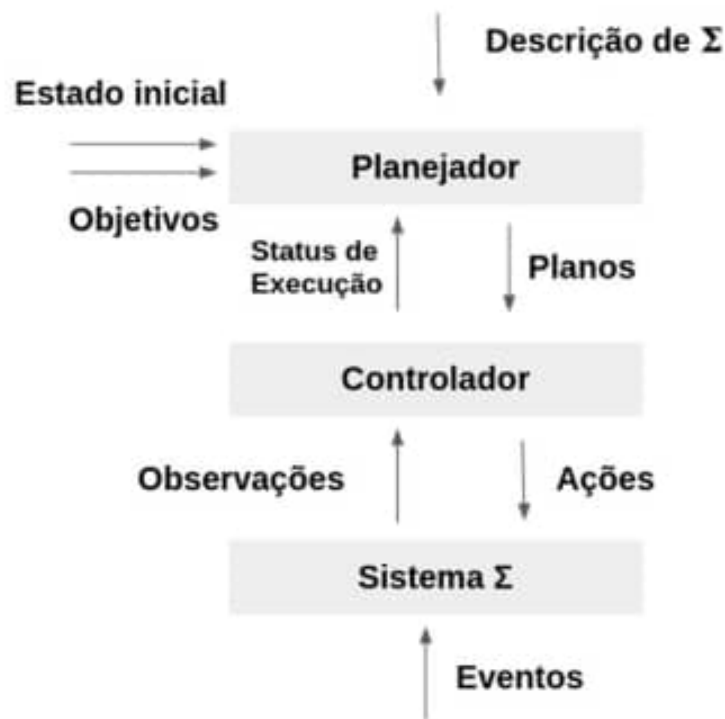 Descrição de Σ
Estado inicial
Planejador
Objetivos
Status de
Execução
Planos
Controlador
Observações
Ações
Sistema Σ
Eventos